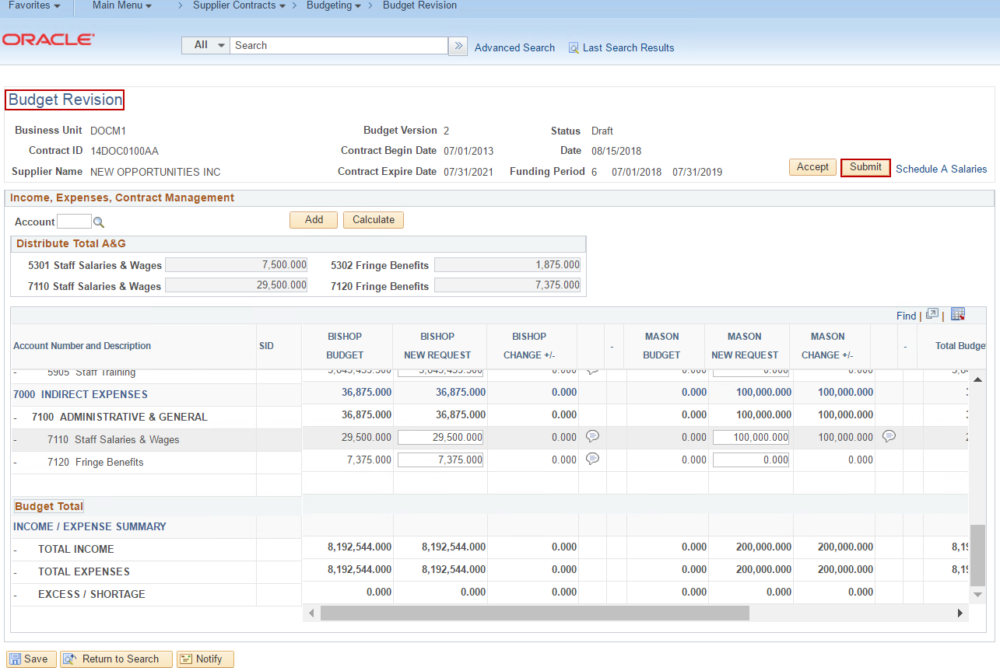 Favorites Main Menu > Supplier Contracts > Budgeting > Budget Revision
ORACLE
All Search » Advanced Search Last Search Results
Budget Revision
Business Unit DOCM1 Budget Version 2 Status Draft
Contract ID 14DOC0100AA Contract Begin Date 07/01/2013 Date 08/15/2018
Supplier Name NEW OPPORTUNITIES INC Contract Expire Date 07/31/2021 Funding Period 6 07/01/2018 07/31/2019 Accept Submit Schedule A Salaries
Income, Expenses, Contract Management
Account Add Calculate
Distribute Total A&G
5301 Staff Salaries & Wages 7,500.000 5302 Fringe Benefits 1,875.000
7110 Staff Salaries & Wages 29,500.000 7120 Fringe Benefits 7,375.000
Find | |
Account Number and Description SID BISHOP BUDGET BISHOP NEW REQUEST BISHOP CHANGE +/- - MASON BUDGET MASON NEW REQUEST MASON CHANGE +/- - Total Budge
- 5905 Staff Training 0.000 0.000 0.000 0.000
7000 INDIRECT EXPENSES 36,875.000 36,875.000 0.000 0.000 100,000.000 100,000.000
- 7100 ADMINISTRATIVE & GENERAL 36,875.000 36,875.000 0.000 0.000 100,000.000 100,000.000
- 7110 Staff Salaries & Wages 29,500.000 29,500.000 0.000 0.000 100,000.000 100,000.000
- 7120 Fringe Benefits 7,375.000 7,375.000 0.000 0.000 0.000 0.000
Budget Total
INCOME / EXPENSE SUMMARY
- TOTAL INCOME 8,192,544.000 8,192,544.000 0.000 0.000 200,000.000 200,000.000 8,19
- TOTAL EXPENSES 8,192,544.000 8,192,544.000 0.000 0.000 200,000.000 200,000.000 8,19
- EXCESS / SHORTAGE 0.000 0.000 0.000 0.000 0.000 0.000
Save Return to Search Notify